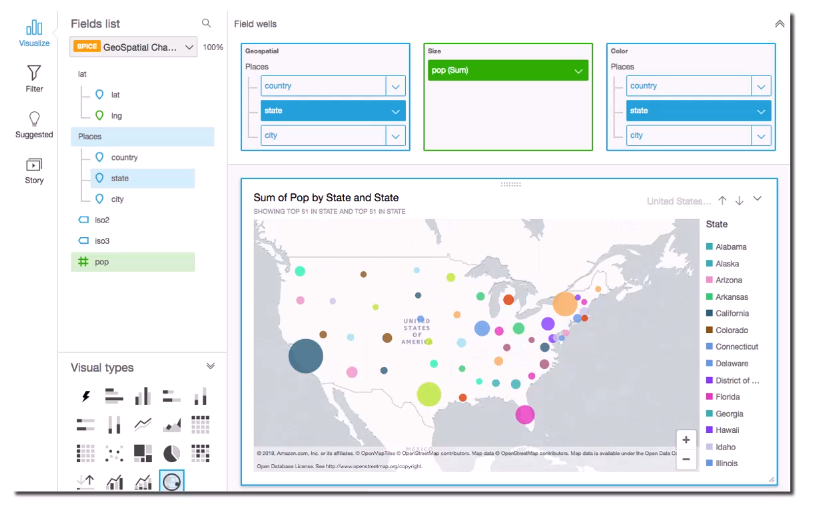 Fields list
Field wells
Visualize
SPICE GeoSpatial Cha... 100%
Filter
Suggested
Story
lat
lat
lng
Places
country
state
city
iso2
iso3
pop
Visual types
Geospatial
Places
country
state
city
Size
pop (Sum)
Color
Places
country
state
city
Sum of Pop by State and State
SHOWING TOP 51 IN STATE AND TOP 51 IN STATE
United States...
UNITED
STATES
OF
AMERICA
MEXICO
State
Alabama
Alaska
Arizona
Arkansas
California
Colorado
Connecticut
Delaware
District of ...
Florida
Georgia
Hawaii
Idaho
Illinois
+
−
© 2019, Amazon.com, Inc. or its affiliates. © OpenMapTiles © OpenStreetMap contributors. Map data © OpenStreetMap contributors. Map data is available under the Open Data Co
Open Database License. See http://www.openstreetmap.org/copyright.